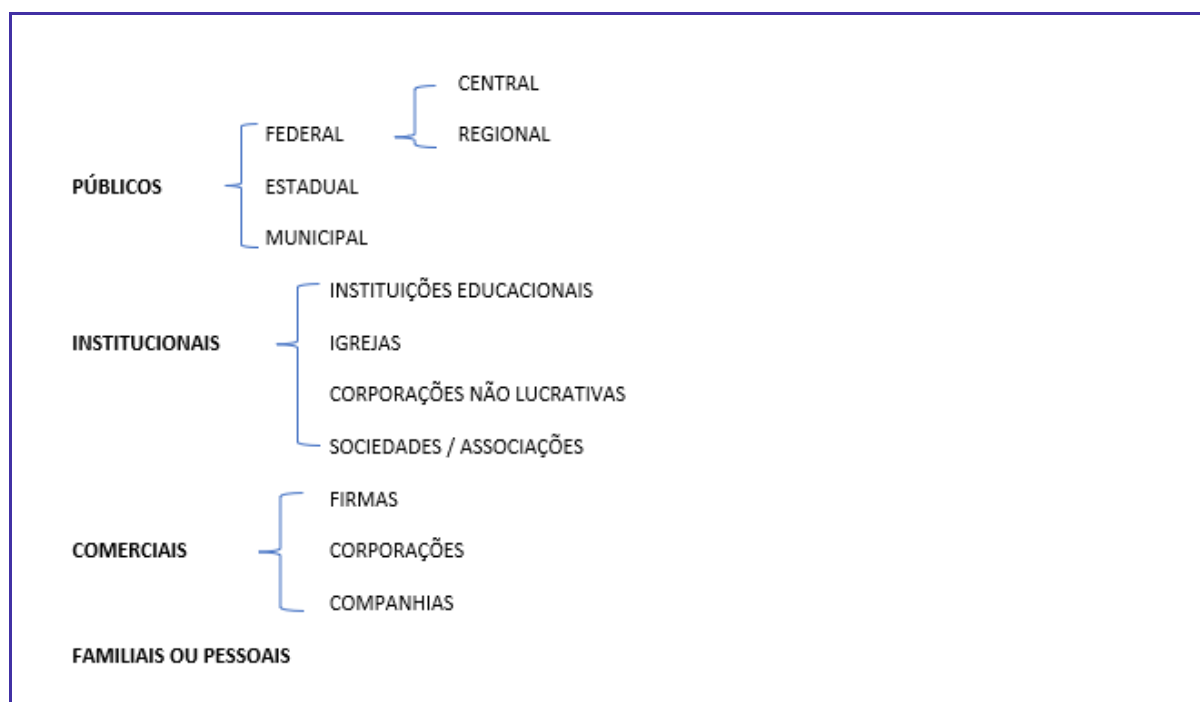 CENTRAL
FEDERAL REGIONAL
PÚBLICOS ESTADUAL
MUNICIPAL
INSTITUIÇÕES EDUCACIONAIS
INSTITUCIONAIS IGREJAS
CORPORAÇÕES NÃO LUCRATIVAS
SOCIEDADES / ASSOCIAÇÕES
FIRMAS
COMERCIAIS CORPORAÇÕES
COMPANHIAS
FAMILIAIS OU PESSOAIS